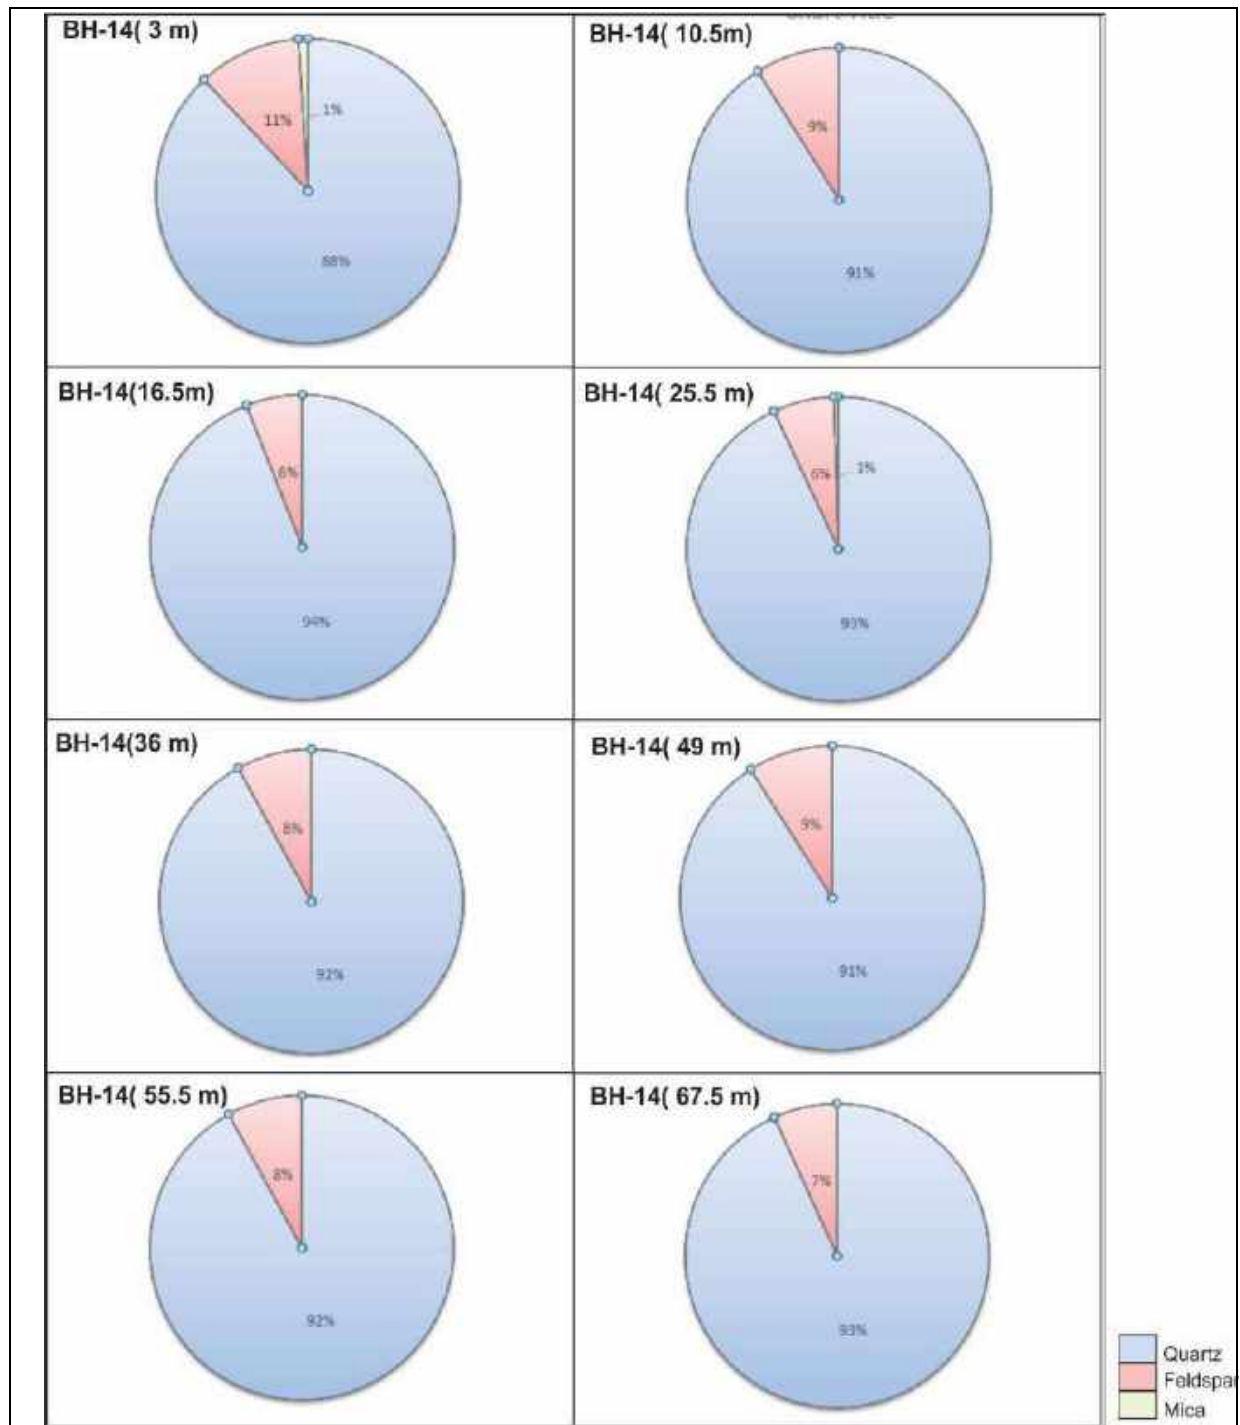 BH-14( 3 m)
11%
1%
88%
BH-14( 10.5m)
9%
91%
BH-14(16.5m)
6%
94%
BH-14( 25.5 m)
6%
1%
93%
BH-14(36 m)
8%
92%
BH-14( 49 m)
9%
91%
BH-14( 55.5 m)
8%
92%
BH-14( 67.5 m)
7%
93%
Quartz
Feldspar
Mica